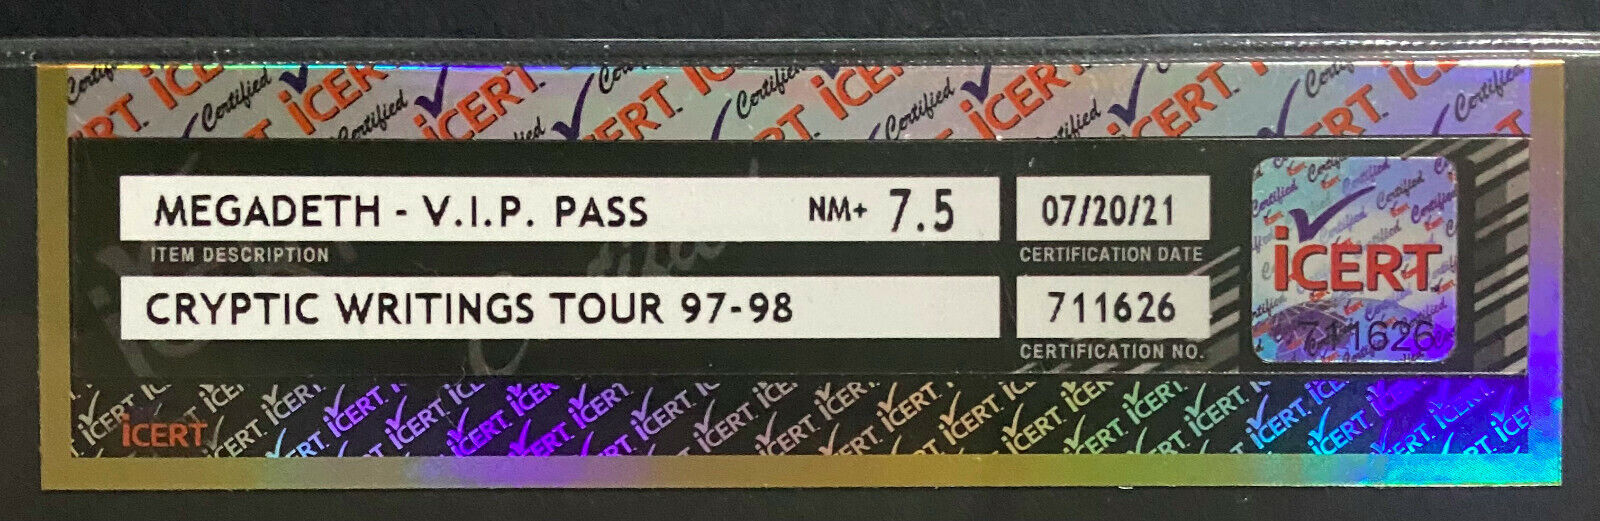 MEGADETH - V.I.P. PASS NM+ 7.5 07/20/21
ITEM DESCRIPTION CERTIFICATION DATE
CRYPTIC WRITINGS TOUR 97-98 711626
CERTIFICATION NO.
iCERT
711626
iCERT